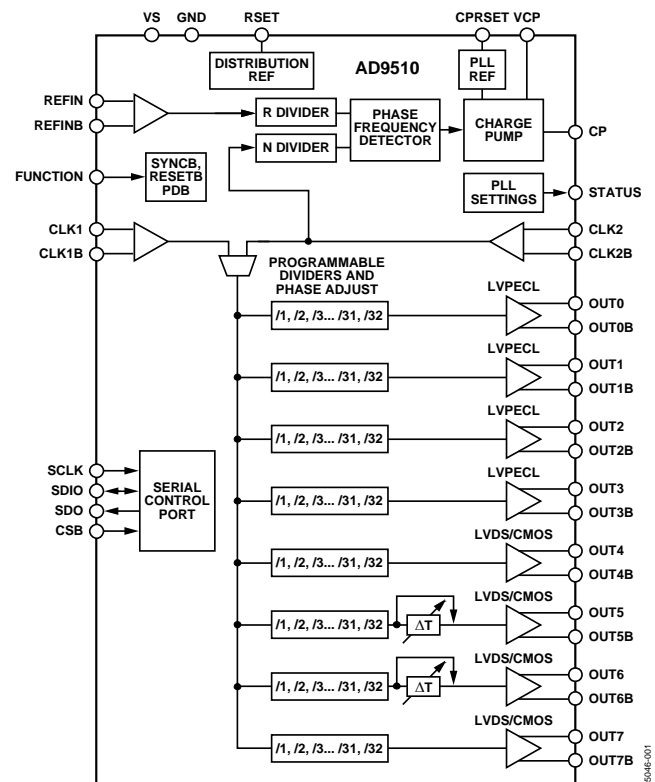 VS GND RSET CPRSET VCP
DISTRIBUTION
REF
AD9510
PLL
REF
REFIN
REFINB
R DIVIDER
N DIVIDER
PHASE
FREQUENCY
DETECTOR
CHARGE
PUMP
CP
FUNCTION
SYNCB,
RESETB
PDB
PLL
SETTINGS
STATUS
CLK1
CLK1B
CLK2
CLK2B
PROGRAMMABLE
DIVIDERS AND
PHASE ADJUST
LVPECL
/1, /2, /3... /31, /32
OUT0
OUT0B
LVPECL
/1, /2, /3... /31, /32
OUT1
OUT1B
LVPECL
/1, /2, /3... /31, /32
OUT2
OUT2B
SCLK
SDIO
SDO
CSB
SERIAL
CONTROL
PORT
LVPECL
/1, /2, /3... /31, /32
OUT3
OUT3B
LVDS/CMOS
/1, /2, /3... /31, /32
OUT4
OUT4B
LVDS/CMOS
/1, /2, /3... /31, /32
ΔT
OUT5
OUT5B
LVDS/CMOS
/1, /2, /3... /31, /32
ΔT
OUT6
OUT6B
LVDS/CMOS
/1, /2, /3... /31, /32
OUT7
OUT7B
5046-001